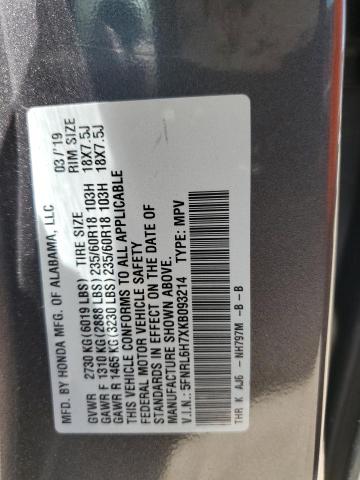 MFD. BY HONDA MFG. OF ALABAMA, LLC 03/'19
TIRE SIZE RIM SIZE
GVWR 2730 KG(6019 LBS)
GAWR F 1310 KG(2888 LBS) 235/60R18 103H 18X7.5J
GAWR R 1465 KG(3230 LBS) 235/60R18 103H 18X7.5J
THIS VEHICLE CONFORMS TO ALL APPLICABLE
FEDERAL MOTOR VEHICLE SAFETY
STANDARDS IN EFFECT ON THE DATE OF
MANUFACTURE SHOWN ABOVE.
V.I.N.: 5FNRL6H7XKB093214 TYPE: MPV
THR K AJ6 - NH797M -B -B